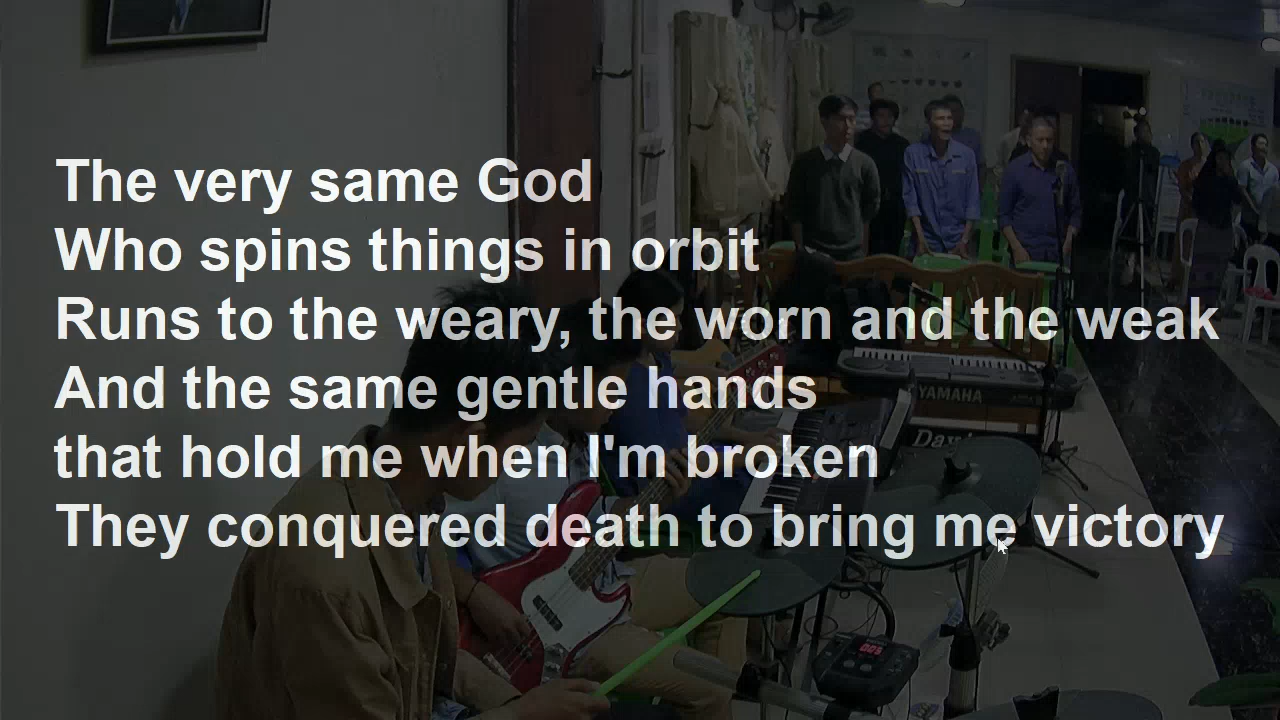 The very same God
Who spins things in orbit
Runs to the weary, the worn and the weak
And the same gentle hands
that hold me when I'm broken
They conquered death to bring me victory
YAMAHA